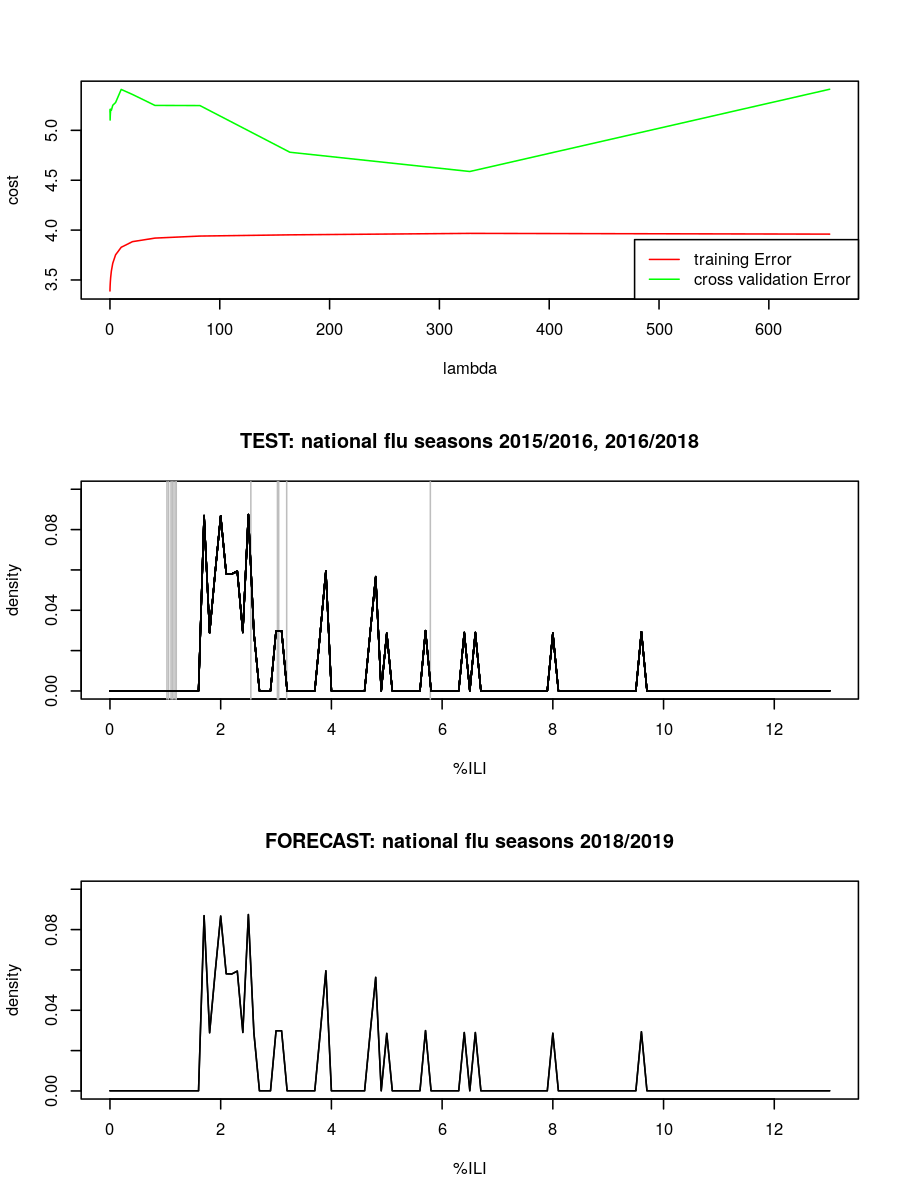 5.0
4.5
4.0
3.5
cost
training Error
cross validation Error
0 100 200 300 400 500 600
lambda
TEST: national flu seasons 2015/2016, 2016/2018
0.08
0.04
0.00
density
0 2 4 6 8 10 12
%ILI
FORECAST: national flu seasons 2018/2019
0.08
0.04
0.00
density
0 2 4 6 8 10 12
%ILI